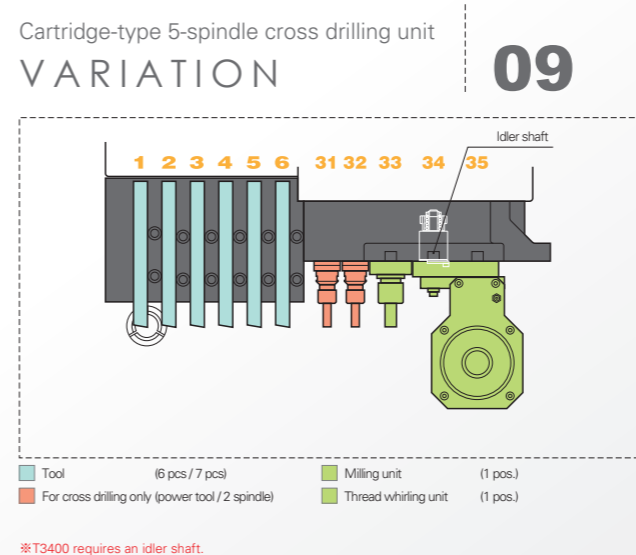 Cartridge-type 5-spindle cross drilling unit
VARIATION
09
Idler shaft
1 2 3 4 5 6 31 32 33 34 35
Tool (6 pcs / 7 pcs) Milling unit (1 pos.)
For cross drilling only (power tool / 2 spindle) Thread whirling unit (1 pos.)
※T3400 requires an idler shaft.